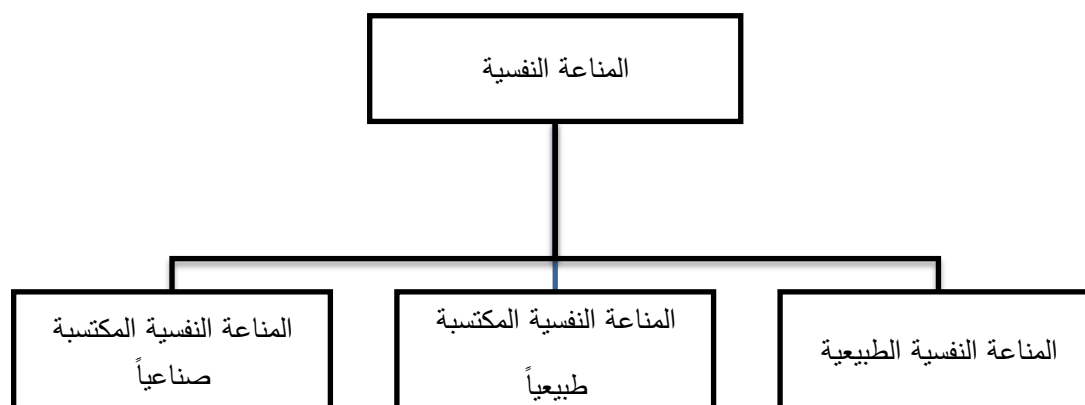 المناعة النفسية
المناعة النفسية الطبيعية
المناعة النفسية المكتسبة
طبيعياً
المناعة النفسية المكتسبة
صناعياً